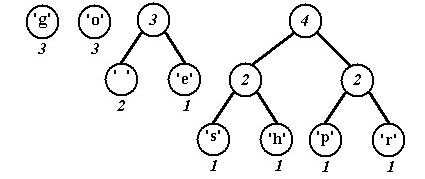 'g' 'o' 3 4
3 3
' ' 'e' 2 2
2 1
's' 'h' 'p' 'r'
1 1 1 1